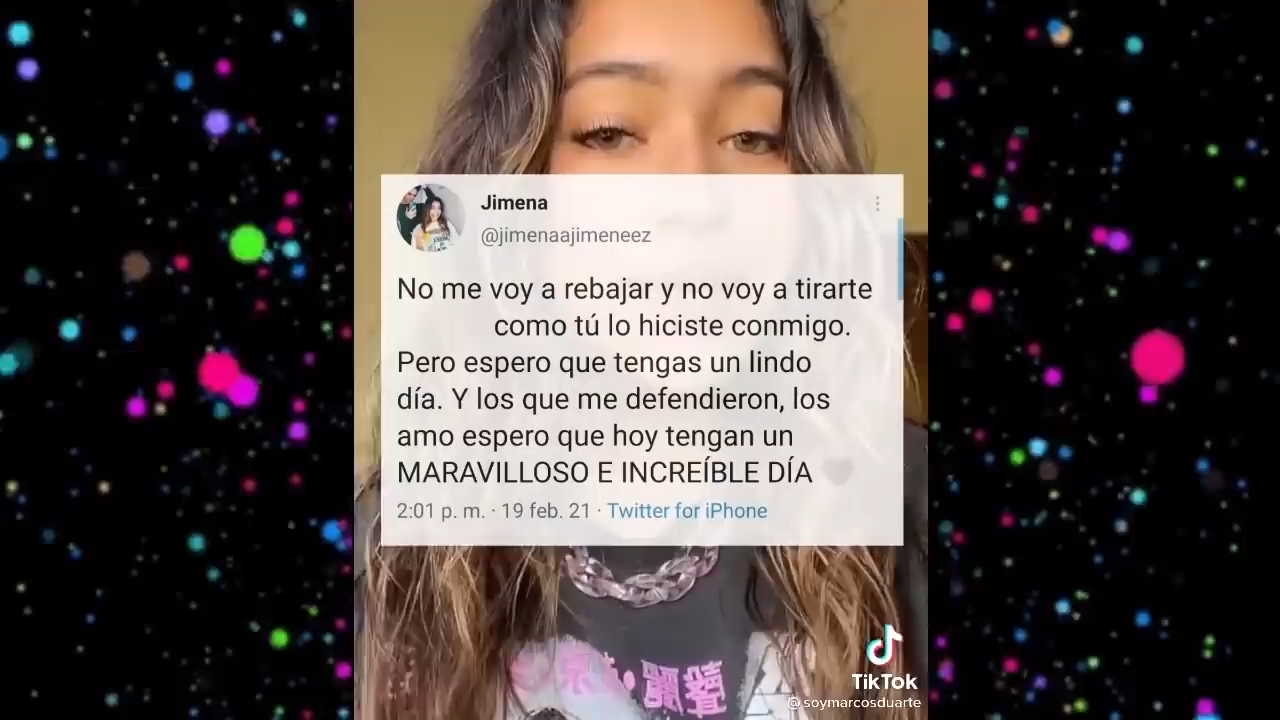 Jimena
@jimenaajimeneez
No me voy a rebajar y no voy a tirarte
como tú lo hiciste conmigo.
Pero espero que tengas un lindo
día. Y los que me defendieron, los
amo espero que hoy tengan un
MARAVILLOSO E INCREÍBLE DÍA
2:01 p. m. · 19 feb. 21 · Twitter for iPhone
TikTok
@soymarcosduarte